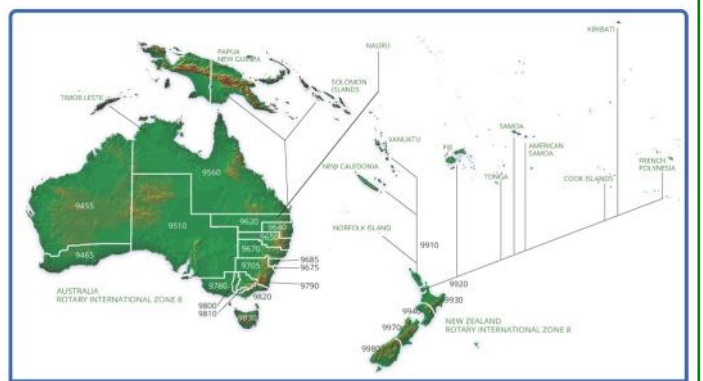 KIRIBATI
NAURU
PAPUA
NEW GUINEA
SOLOMON
ISLANDS
TIMOR LESTE
SAMOA
VANUATU
FIJI
AMERICAN
SAMOA
FRENCH
POLYNESIA
NEW CALEDONIA
TONGA
COOK ISLANDS
9560
9455
9510
9620
9640
NORFOLK ISLAND
9650
9910
9670
9465
9685
9675
9705
9780
9790
9920
AUSTRALIA
ROTARY INTERNATIONAL ZONE 8
9800
9820
9810
9930
9940
9830
NEW ZEALAND
ROTARY INTERNATIONAL ZONE 8
9970
9980